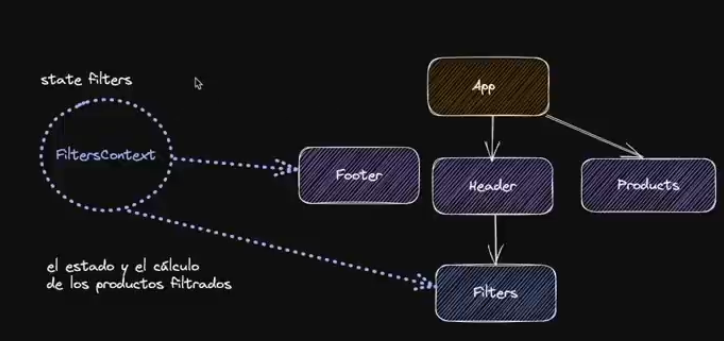 state filters
App
FiltersContext
Footer
Header
Products
el estado y el cálculo
de los productos filtrados
Filters